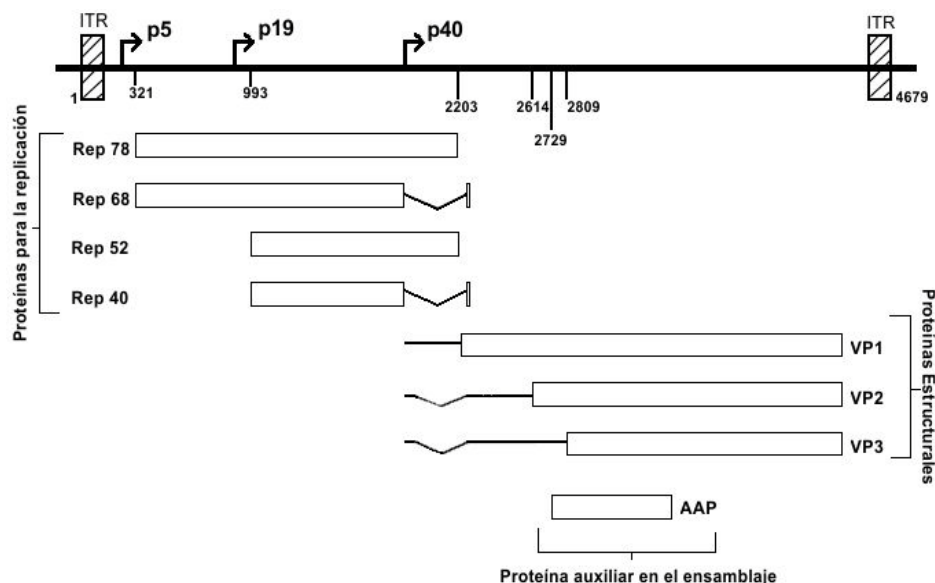 ITR
p5
p19
p40
ITR
1
321
993
2203
2614
2729
2809
4679
Proteínas para la replicación
Rep 78
Rep 68
Rep 52
Rep 40
Proteinas Estructurales
VP1
VP2
VP3
AAP
Proteína auxiliar en el ensamblaje